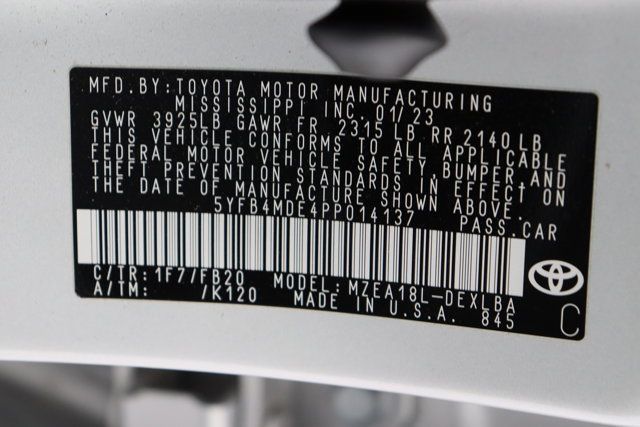 MFD.BY:TOYOTA MOTOR MANUFACTURING
MISSISSIPPI INC. 01/23
GVWR 3925LB GAWR FR 2315 LB RR 2140 LB
THIS VEHICLE CONFORMS TO ALL APPLICABLE
FEDERAL MOTOR VEHICLE SAFETY, BUMPER, AND
THEFT PREVENTION STANDARDS IN EFFECT ON
THE DATE OF MANUFACTURE SHOWN ABOVE.
5YFB4MDE4PP014137 PASS.CAR
C/TR: 1F7/FB20 MODEL: MZEA18L-DEXLBA
A/TM: /K120 MADE IN U.S.A. 845
C